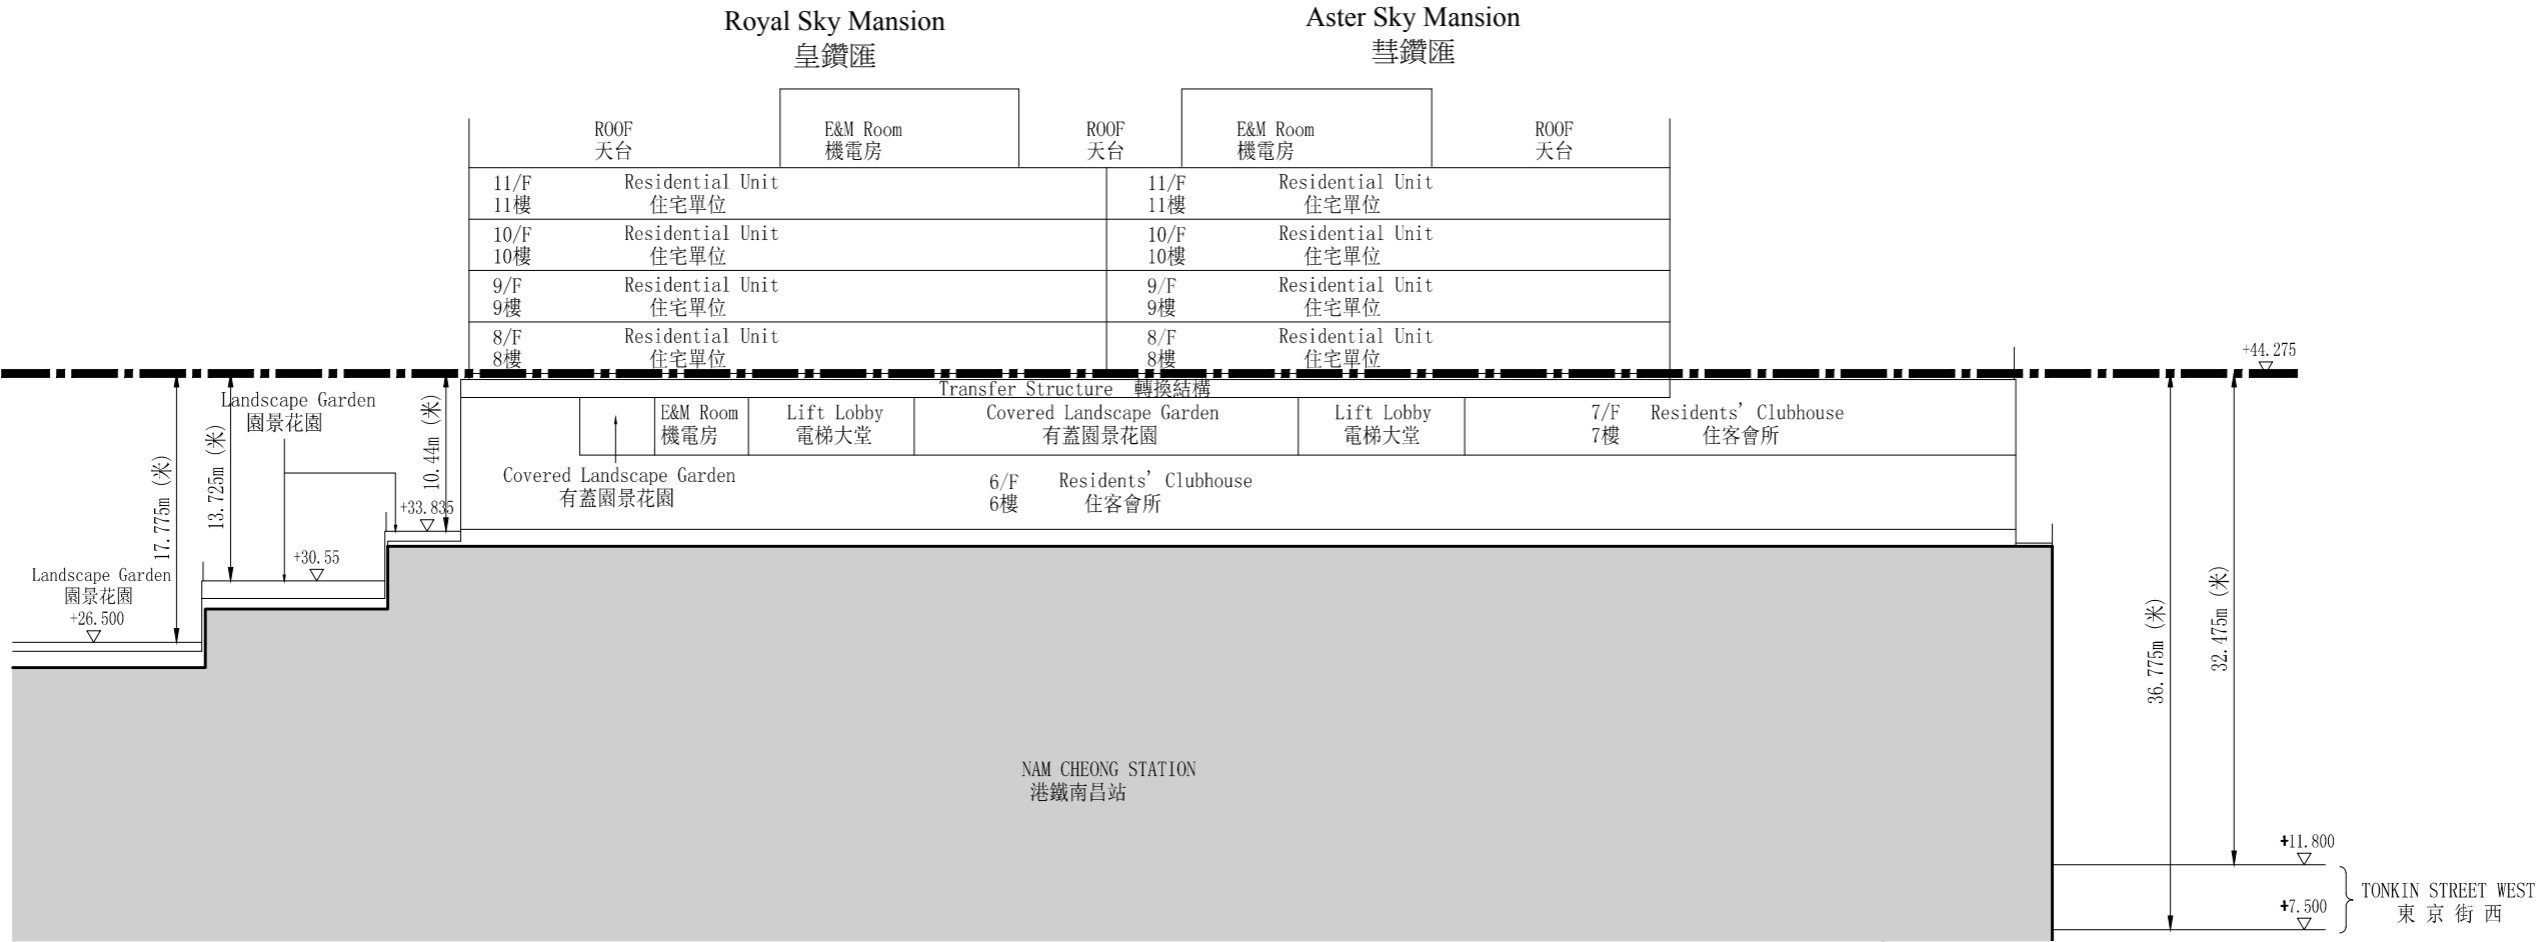 Royal Sky Mansion
皇鑽匯
Aster Sky Mansion
彗鑽匯
ROOF
天台
E&M Room
機電房
ROOF
天台
E&M Room
機電房
ROOF
天台
11/F Residential Unit
11樓 住宅單位
11/F Residential Unit
11樓 住宅單位
10/F Residential Unit
10樓 住宅單位
10/F Residential Unit
10樓 住宅單位
9/F Residential Unit
9樓 住宅單位
9/F Residential Unit
9樓 住宅單位
8/F Residential Unit
8樓 住宅單位
8/F Residential Unit
8樓 住宅單位
+44.275
Transfer Structure 轉換結構
Landscape Garden
園景花園
17.775m (米)
13.725m (米)
10.44m (米)
E&M Room
機電房
Lift Lobby
電梯大堂
Covered Landscape Garden
有蓋園景花園
Lift Lobby
電梯大堂
7/F Residents' Clubhouse
7樓 住客會所
Covered Landscape Garden
有蓋園景花園
6/F Residents' Clubhouse
6樓 住客會所
+33.835
+30.55
Landscape Garden
園景花園
+26.500
36.775m (米)
32.475m (米)
NAM CHEONG STATION
港鐵南昌站
+11.800
+7.500
TONKIN STREET WEST
東京街西